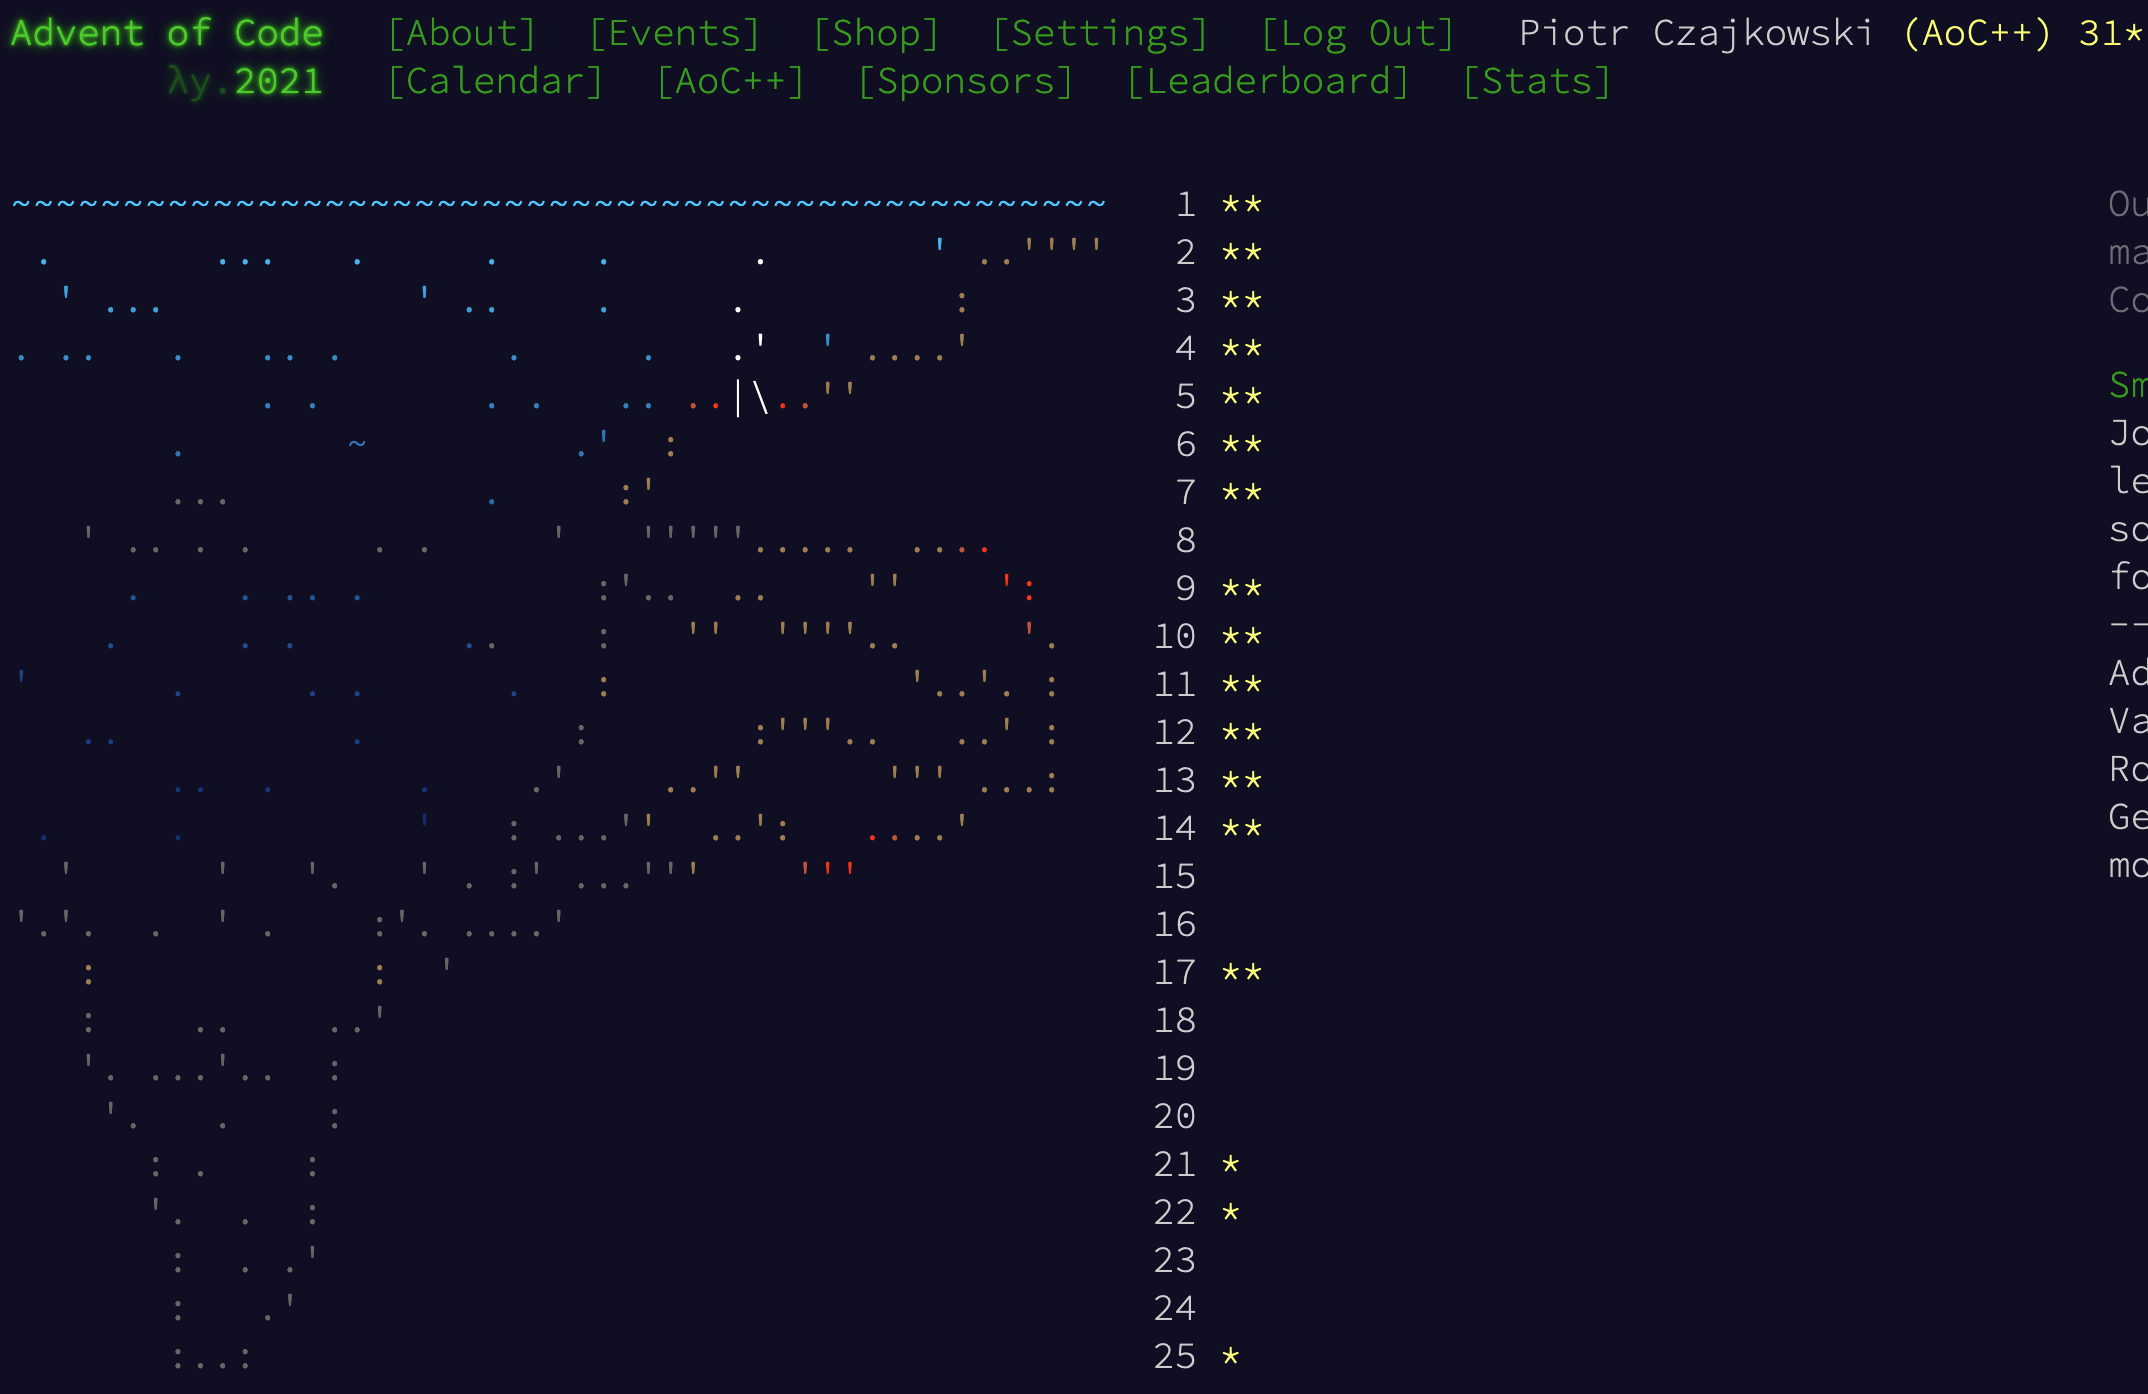 Advent of Code [About] [Events] [Shop] [Settings] [Log Out] Piotr Czajkowski (AoC++) 31*
λy.2021 [Calendar] [AoC++] [Sponsors] [Leaderboard] [Stats]
1 ** Ou
2 ** ma
3 ** Co
4 **
Sm
5 **
Jo
6 **
le
7 **
so
8
fo
9 **
--
10 **
Ad
11 **
Va
12 **
Ro
13 **
Ge
14 **
mo
15
16
17 **
18
19
20
21 *
22 *
23
24
25 *